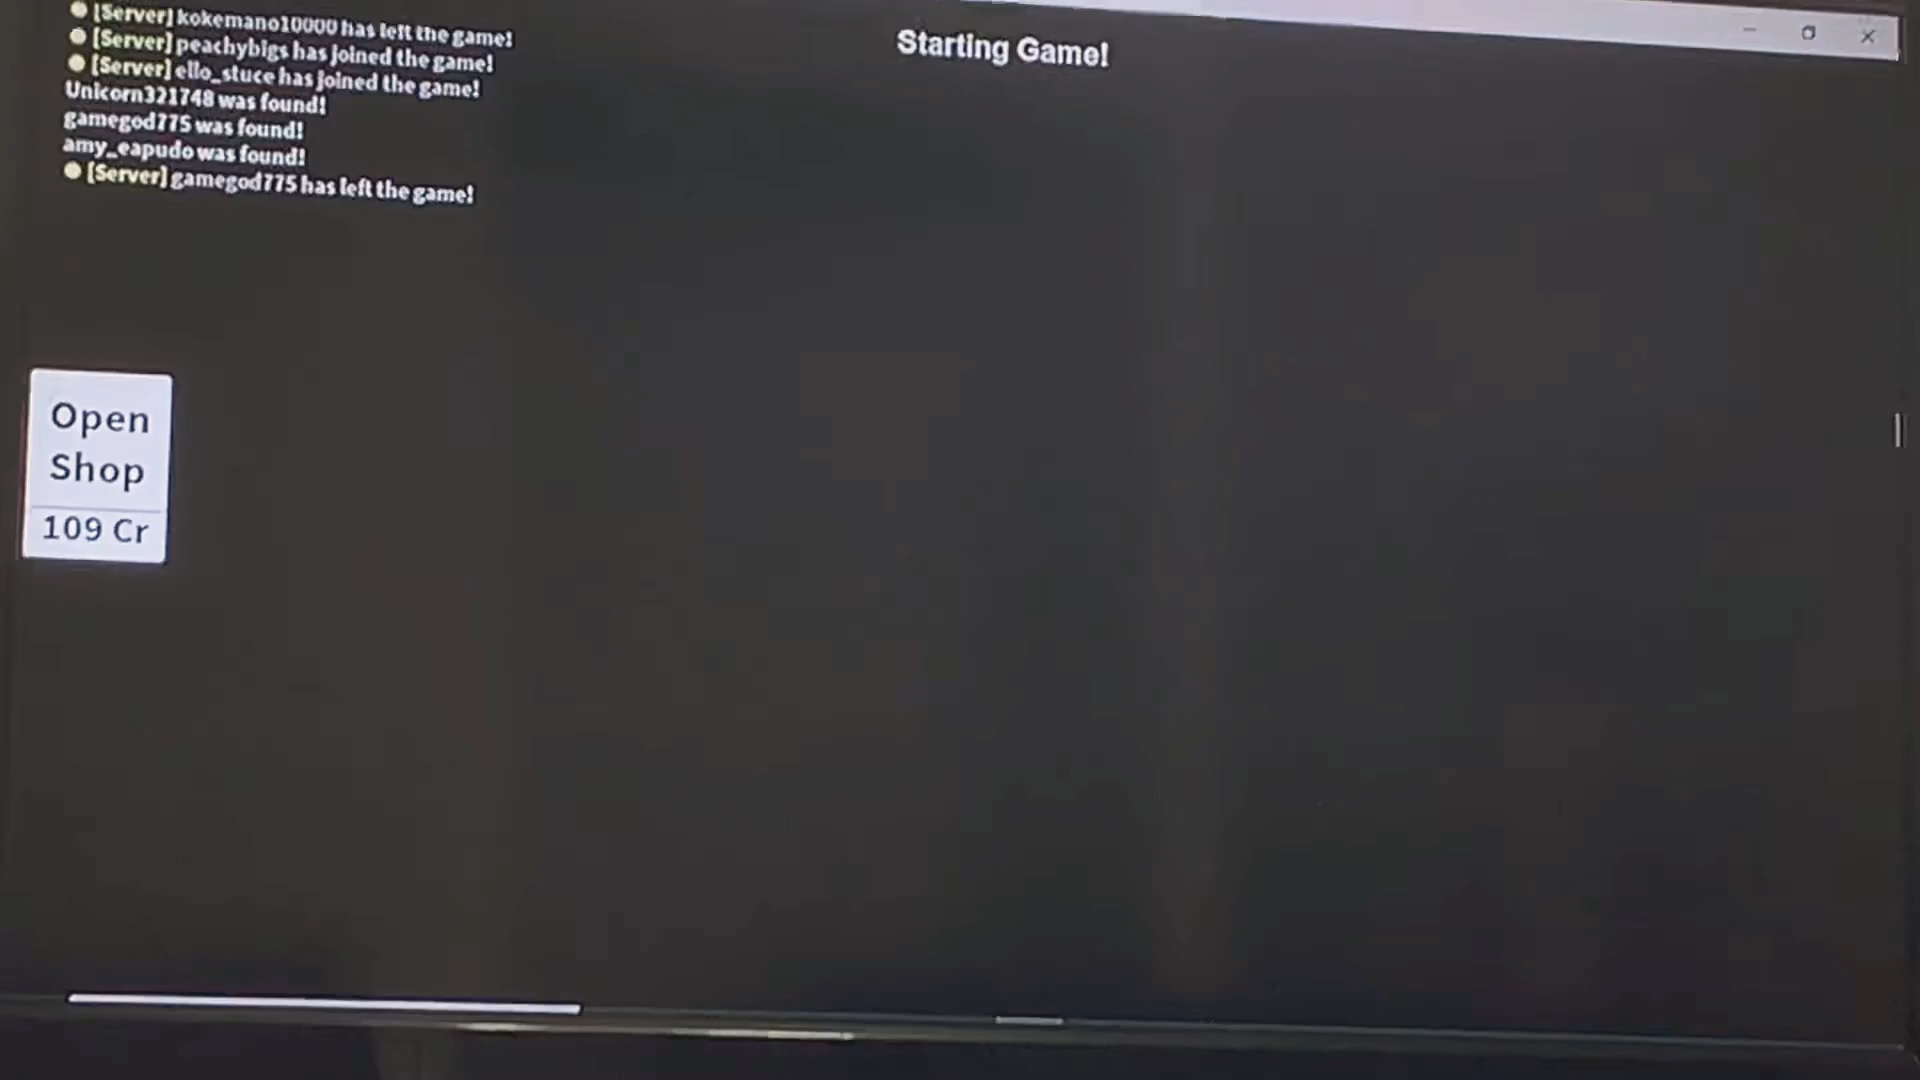 [Server] kokemano10000 has left the game!
[Server] peachybigs has joined the game!
[Server] ello_stuce has joined the game!
Unicorn321748 was found!
gamegod775 was found!
amy_eapudo was found!
[Server] gamegod775 has left the game!
Starting Game!
Open
Shop
109 Cr